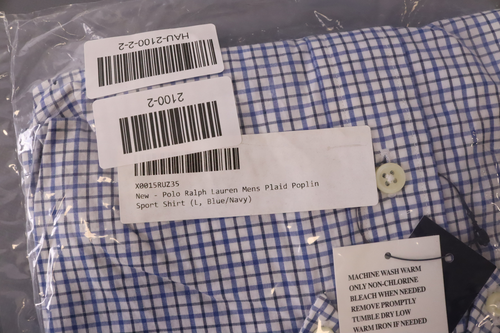 HAU-2100-2-2
2100-2
X0015RUZ35
New - Polo Ralph Lauren Mens Plaid Poplin
Sport Shirt (L, Blue/Navy)
MACHINE WASH WARM
ONLY NON-CHLORINE
BLEACH WHEN NEEDED
REMOVE PROMPTLY
TUMBLE DRY LOW
WARM IRON IF NEEDED